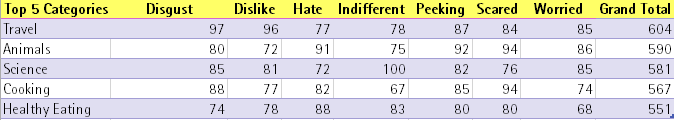 Top 5 Categories Disgust Dislike Hate Indifferent Peeking Scared Worried Grand Total
Travel 97 96 77 78 87 84 85 604
Animals 80 72 91 75 92 94 86 590
Science 85 81 72 100 82 76 85 581
Cooking 88 77 82 67 85 94 74 567
Healthy Eating 74 78 88 83 80 80 68 551